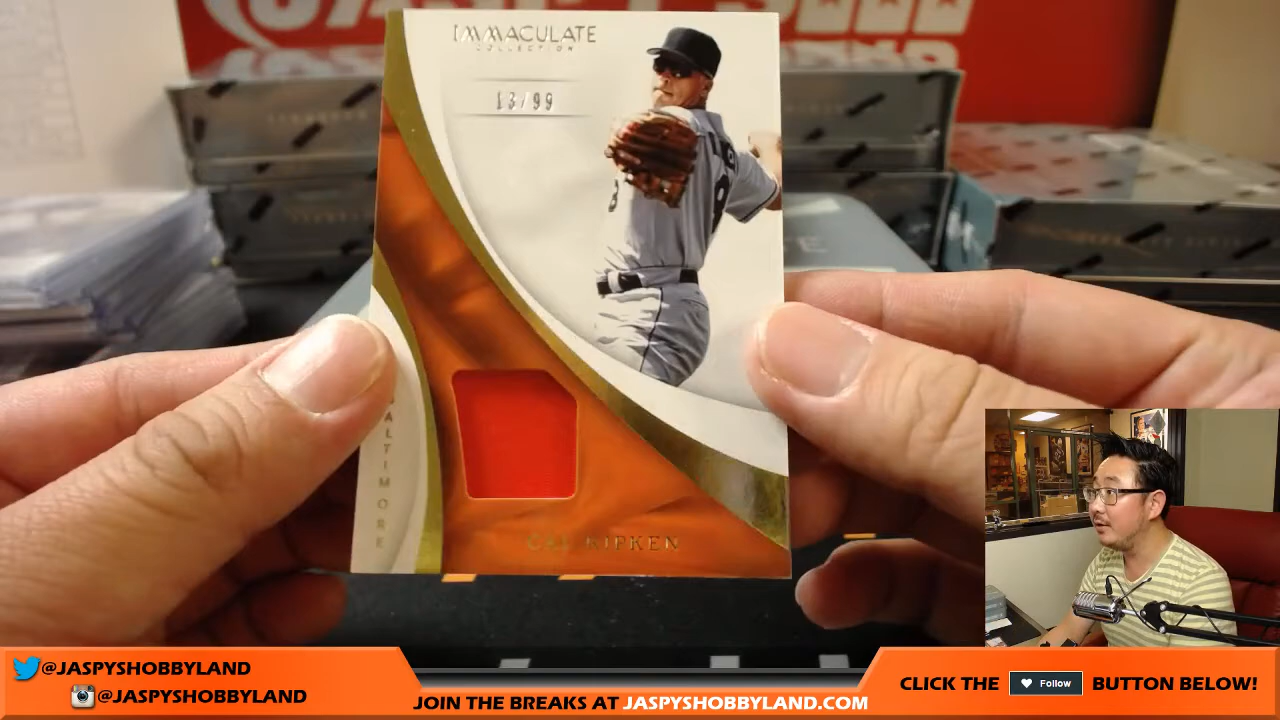 IMMACULATE
COLLECTION
13/99
8
BALTIMORE
CAL RIPKEN
@JASPYSHOBBYLAND
@JASPYSHOBBYLAND
JOIN THE BREAKS AT JASPYSHOBBYLAND.COM
CLICK THE Follow BUTTON BELOW!